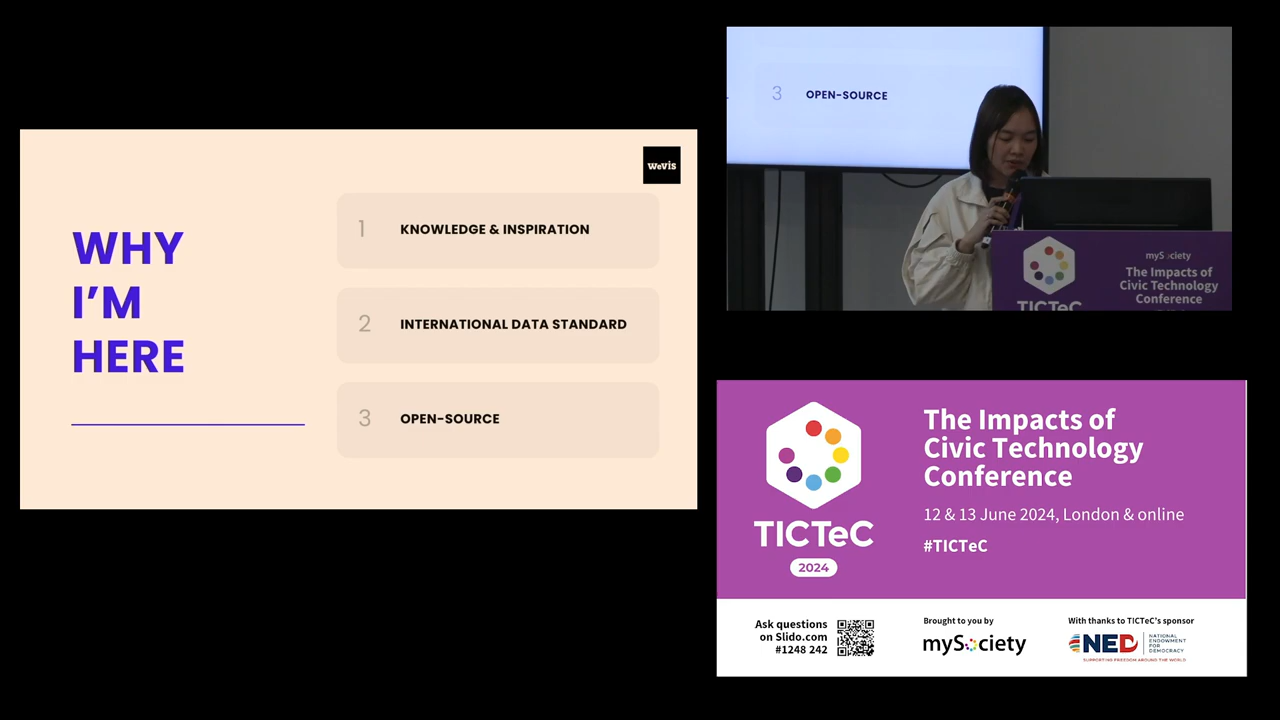 WeVis
WHY
I’M
HERE
1
KNOWLEDGE & INSPIRATION
2
INTERNATIONAL DATA STANDARD
3
OPEN-SOURCE
3
OPEN-SOURCE
TICTeC
mySociety
The Impacts of
Civic Technology
Conference
TICTeC
2024
The Impacts of
Civic Technology
Conference
12 & 13 June 2024, London & online
#TICTeC
Ask questions
on Slido.com
#1248 242
Brought to you by
mySociety
With thanks to TICTeC's sponsor
NED
NATIONAL
ENDOWMENT
FOR
DEMOCRACY
SUPPORTING FREEDOM AROUND THE WORLD